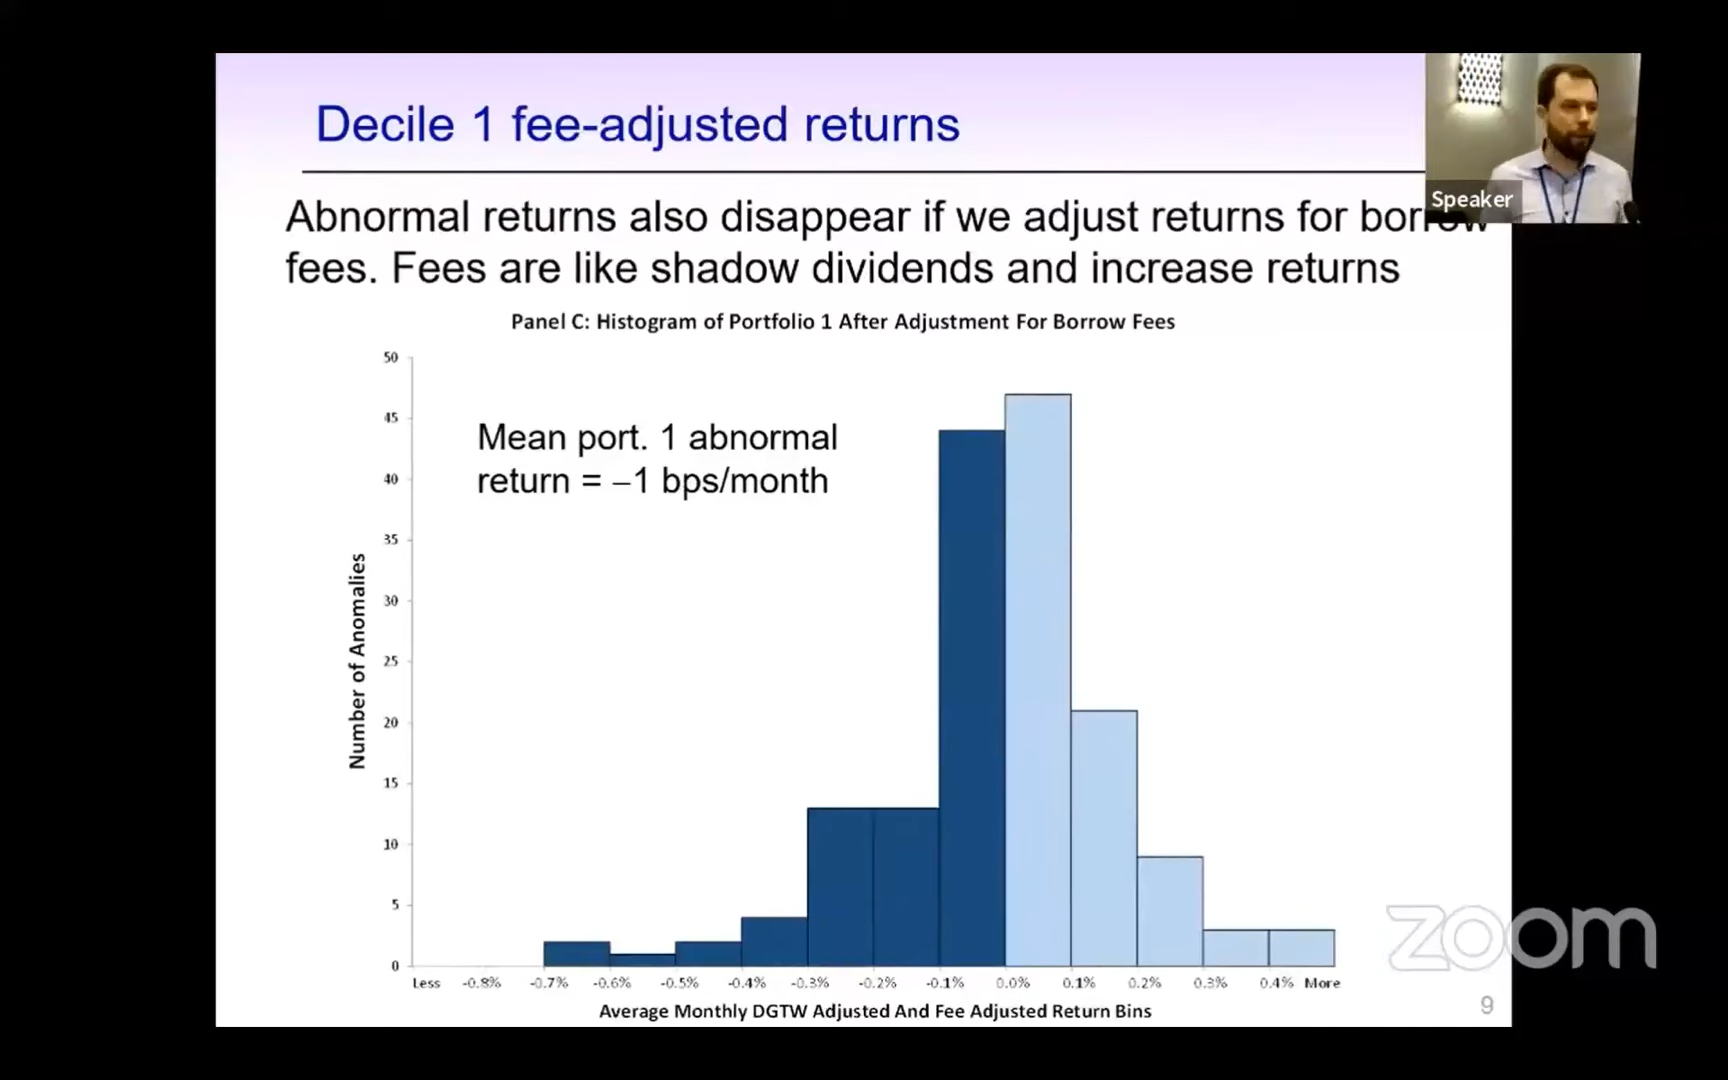 Decile 1 fee-adjusted returns
Speaker
Abnormal returns also disappear if we adjust returns for borrow
fees. Fees are like shadow dividends and increase returns
Panel C: Histogram of Portfolio 1 After Adjustment For Borrow Fees
50
45
40
35
30
25
20
15
10
5
0
Number of Anomalies
Mean port. 1 abnormal
return = –1 bps/month
Less -0.8% -0.7% -0.6% -0.5% -0.4% -0.3% -0.2% -0.1% 0.0% 0.1% 0.2% 0.3% 0.4% More
Average Monthly DGTW Adjusted And Fee Adjusted Return Bins
zoom
9